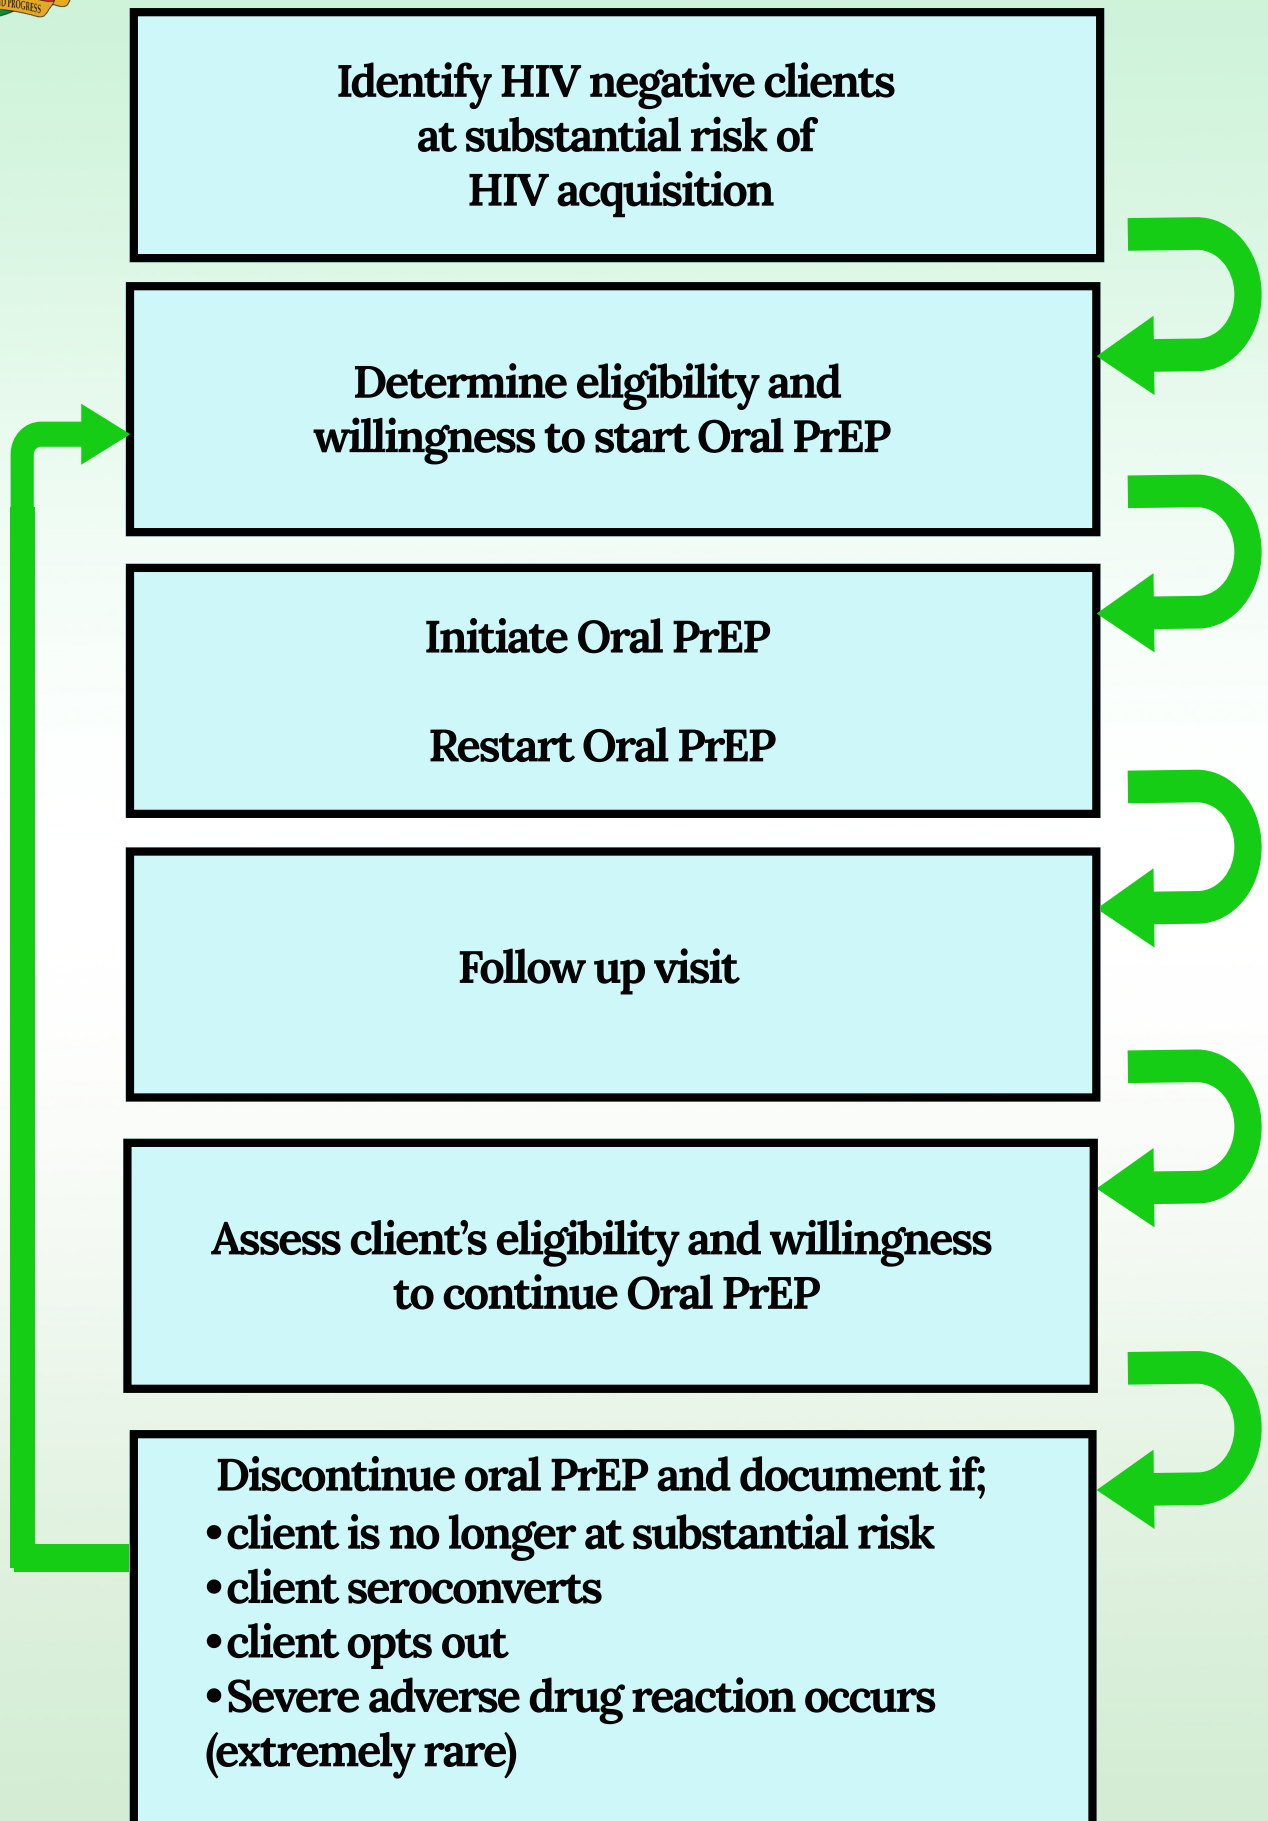 D PROGRESS
Identify HIV negative clients
at substantial risk of
HIV acquisition
Determine eligibility and
willingness to start Oral PrEP
Initiate Oral PrEP
Restart Oral PrEP
Follow up visit
Assess client’s eligibility and willingness
to continue Oral PrEP
Discontinue oral PrEP and document if;
•client is no longer at substantial risk
•client seroconverts
•client opts out
•Severe adverse drug reaction occurs
(extremely rare)